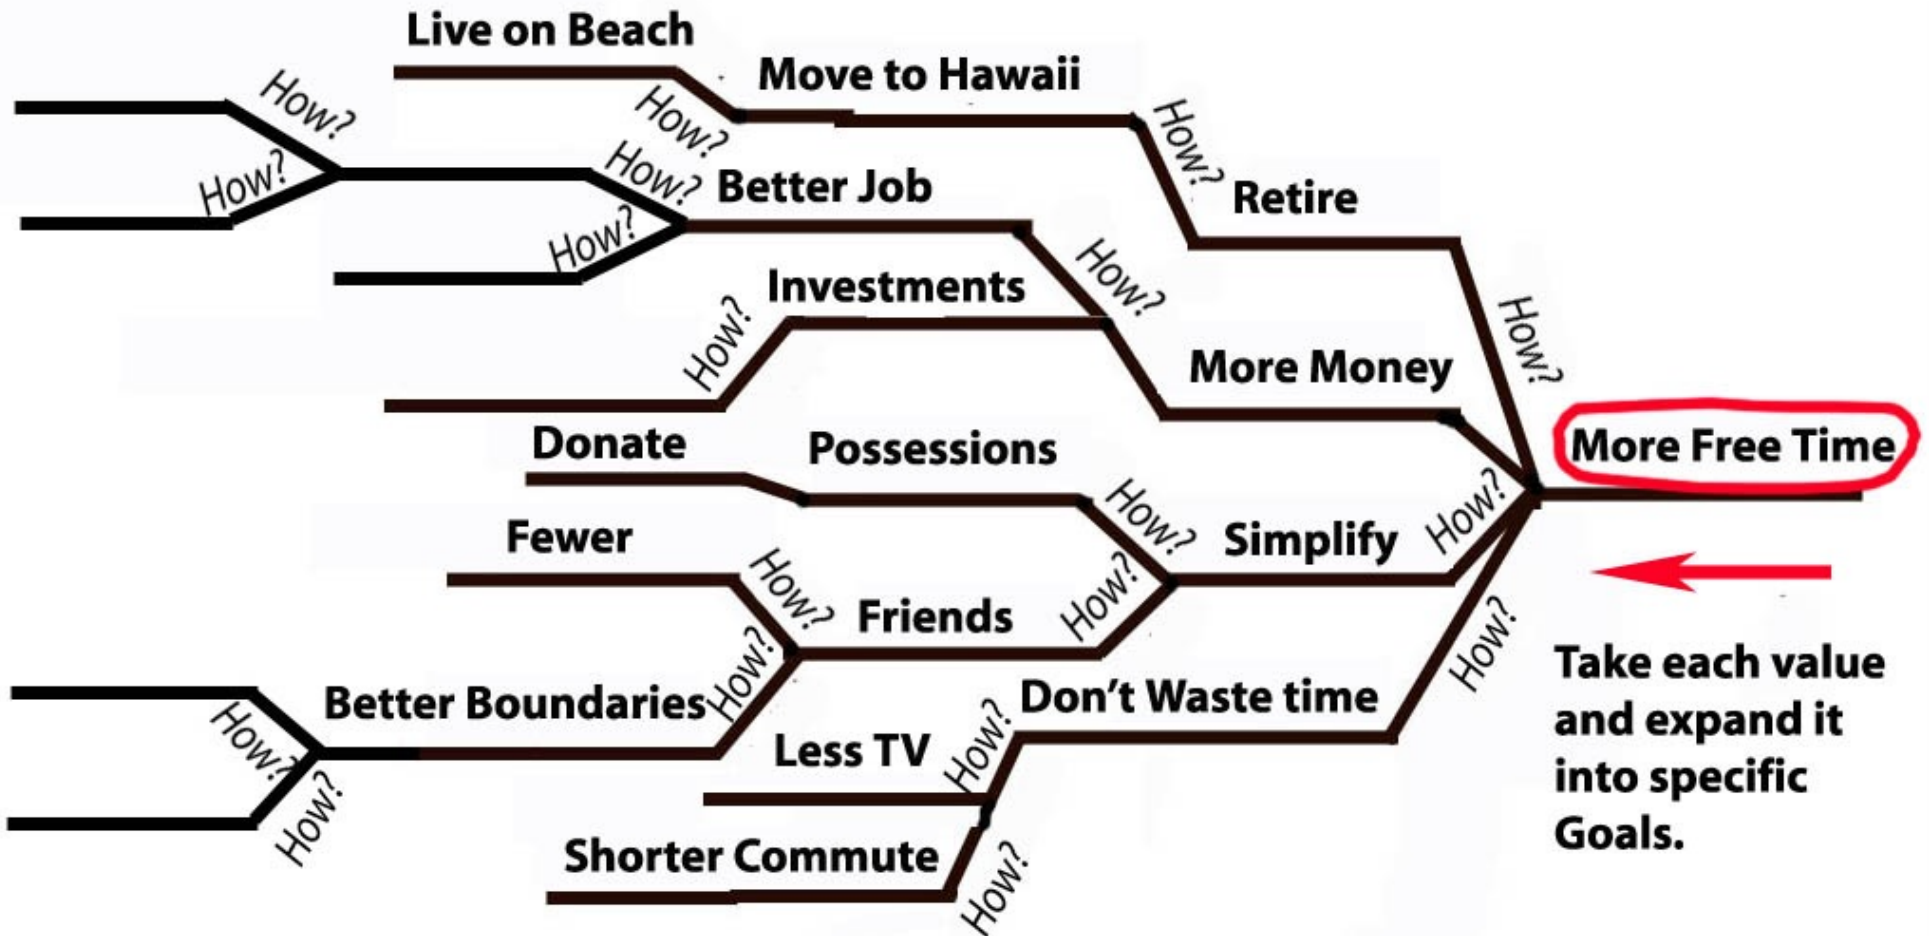 Live on Beach
Move to Hawaii
How?
How?
How?
How?
How?
Better Job
Retire
How?
How?
Investments
How?
How?
How?
More Money
More Free Time
Donate
Possessions
How?
How?
Simplify
Fewer
How?
How?
Friends
How?
How?
Take each value
and expand it
into specific
Goals.
Better Boundaries
How?
Don't Waste time
How?
How?
Less TV
How?
Shorter Commute
How?